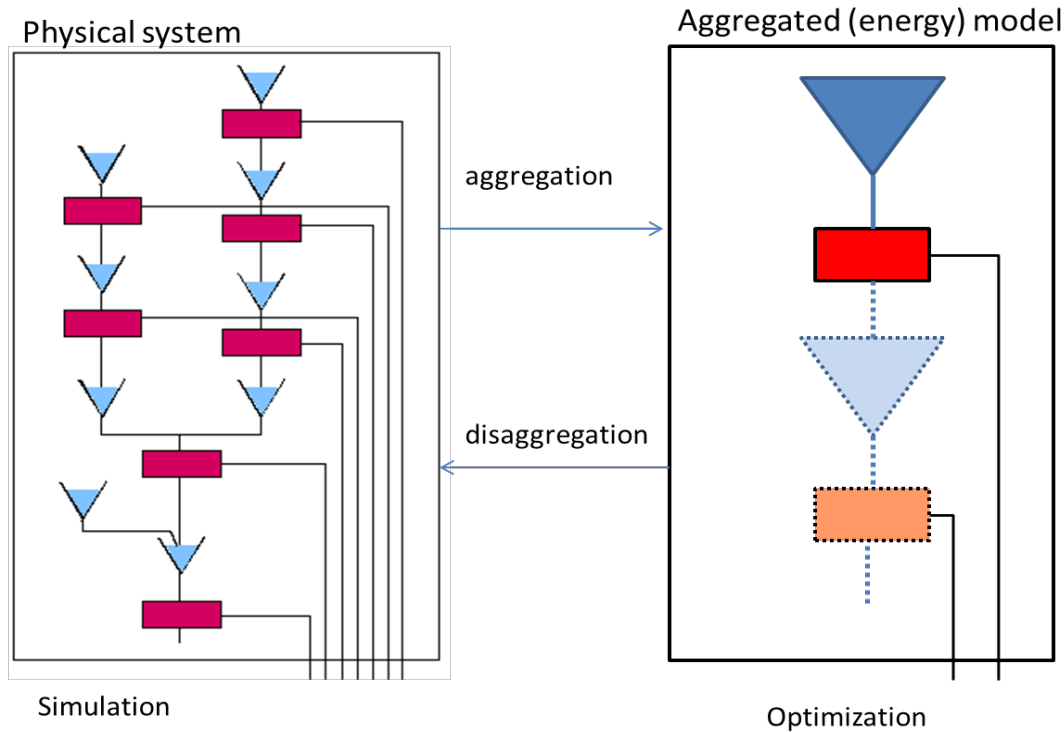 Physical system
Aggregated (energy) model
aggregation
disaggregation
Simulation
Optimization